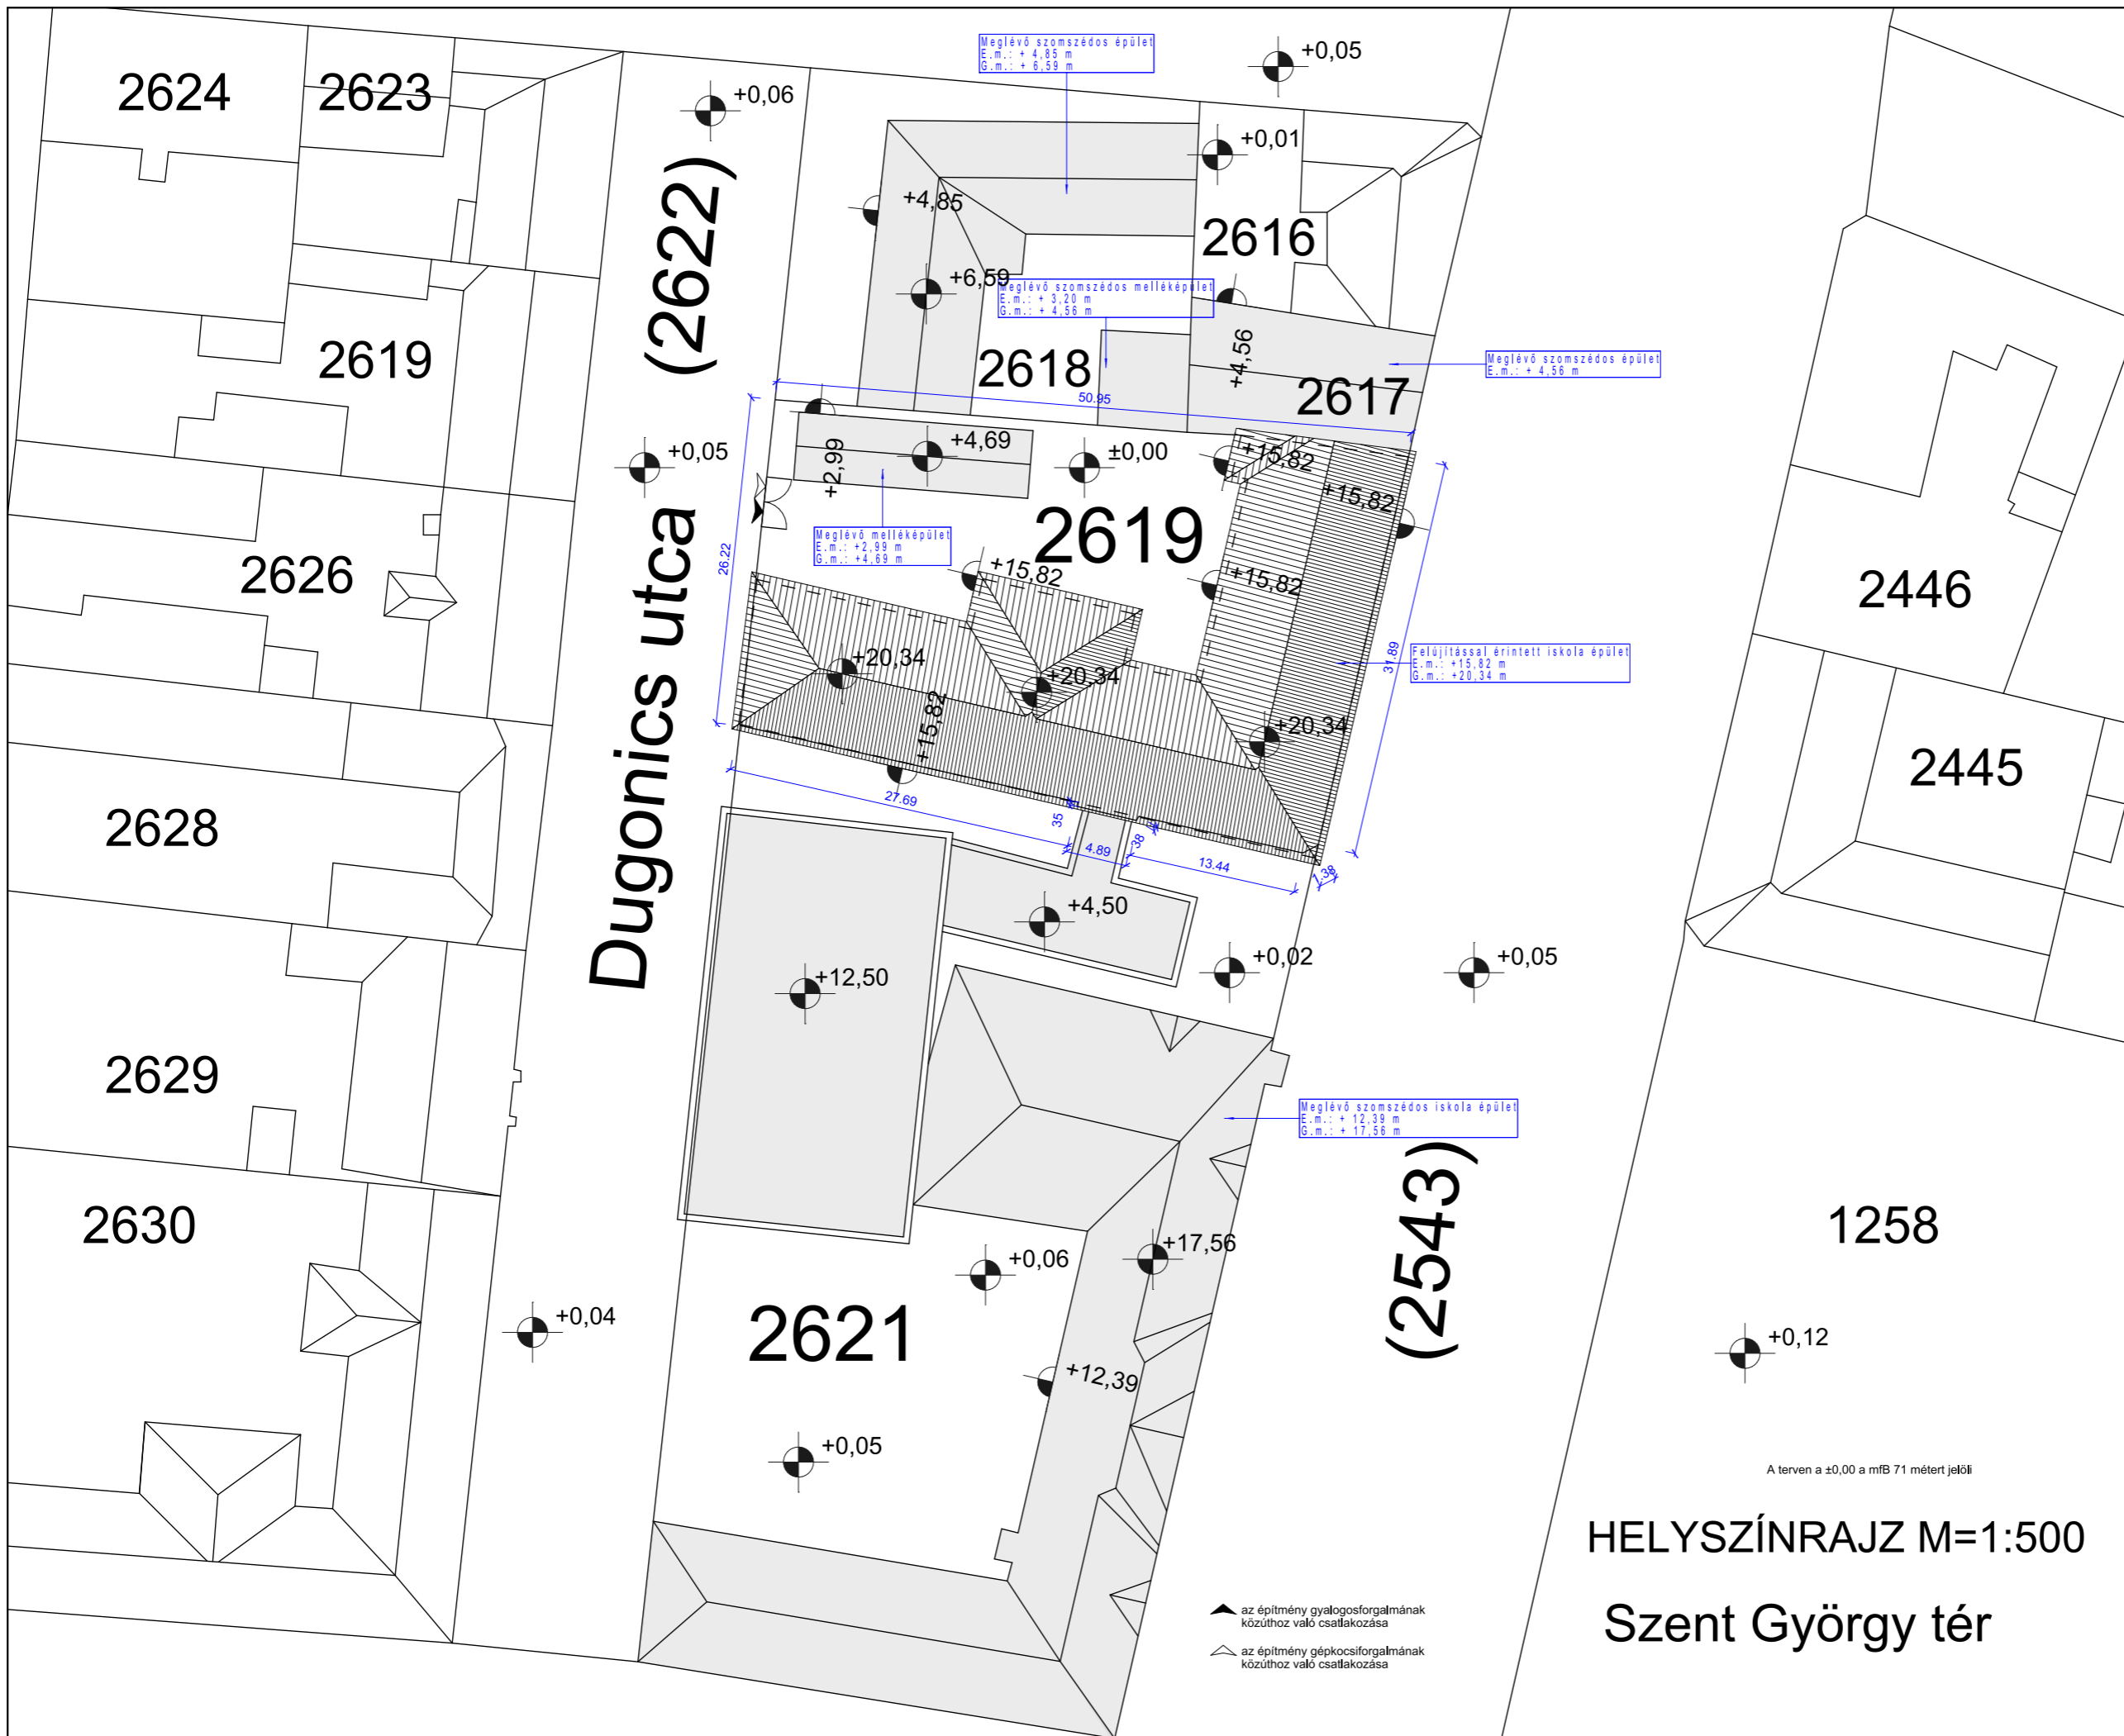 Meglévő szomszédos épület
E.m.: + 4,85 m
G.m.: + 6,59 m
+0,05
2624
2623
+0,06
+0,01
(2622)
+4,85
2616
+6,59
Meglévő szomszédos melléképület
E.m.: + 3,20 m
G.m.: + 4,56 m
2619
2618
+4,56
Meglévő szomszédos épület
E.m.: + 4,56 m
2617
50.95
+0,05
+2,99
+4,69
±0,00
+15,82
+15,82
26.22
Meglévő melléképület
E.m.: +2,99 m
G.m.: +4,69 m
2619
2626
+15,82
+15,82
2446
Dugonics utca
+20,34
+20,34
31.89
Felújítással érintett iskola épület
E.m.: +15,82 m
G.m.: +20,34 m
+15,82
+20,34
2445
27.69
35
38
4.89
13.44
1.38
2628
+4,50
+12,50
+0,02
+0,05
2629
Meglévő szomszédos iskola épület
E.m.: + 12,39 m
G.m.: + 17,56 m
2630
(2543)
1258
+0,06
+17,56
+0,04
2621
+0,12
+12,39
+0,05
A terven a ±0,00 a mfB 71 métert jelöli
HELYSZÍNRAJZ M=1:500
az építmény gyalogosforgalmának
közúthoz való csatlakozása
Szent György tér
az építmény gépkocsiforgalmának
közúthoz való csatlakozása